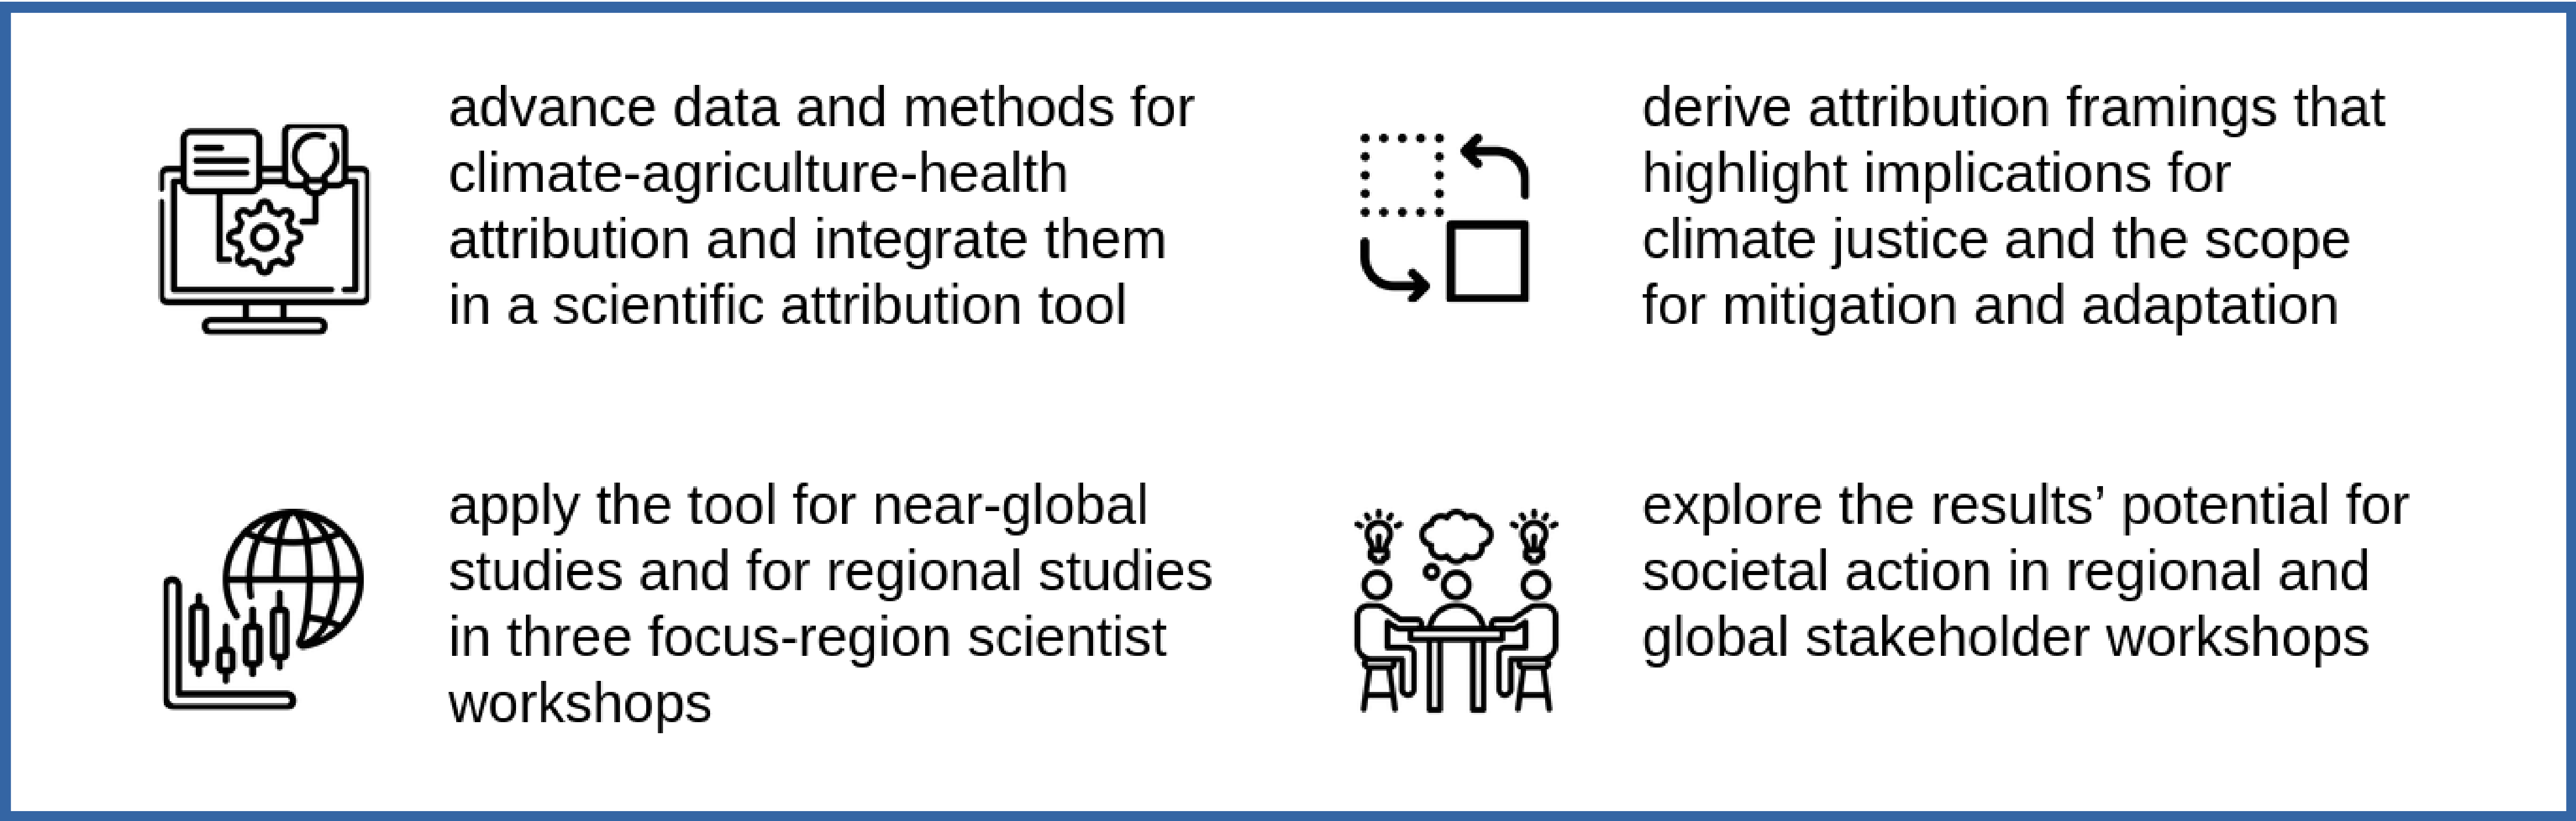 advance data and methods for
climate-agriculture-health
attribution and integrate them
in a scientific attribution tool
derive attribution framings that
highlight implications for
climate justice and the scope
for mitigation and adaptation
apply the tool for near-global
studies and for regional studies
in three focus-region scientist
workshops
explore the results’ potential for
societal action in regional and
global stakeholder workshops